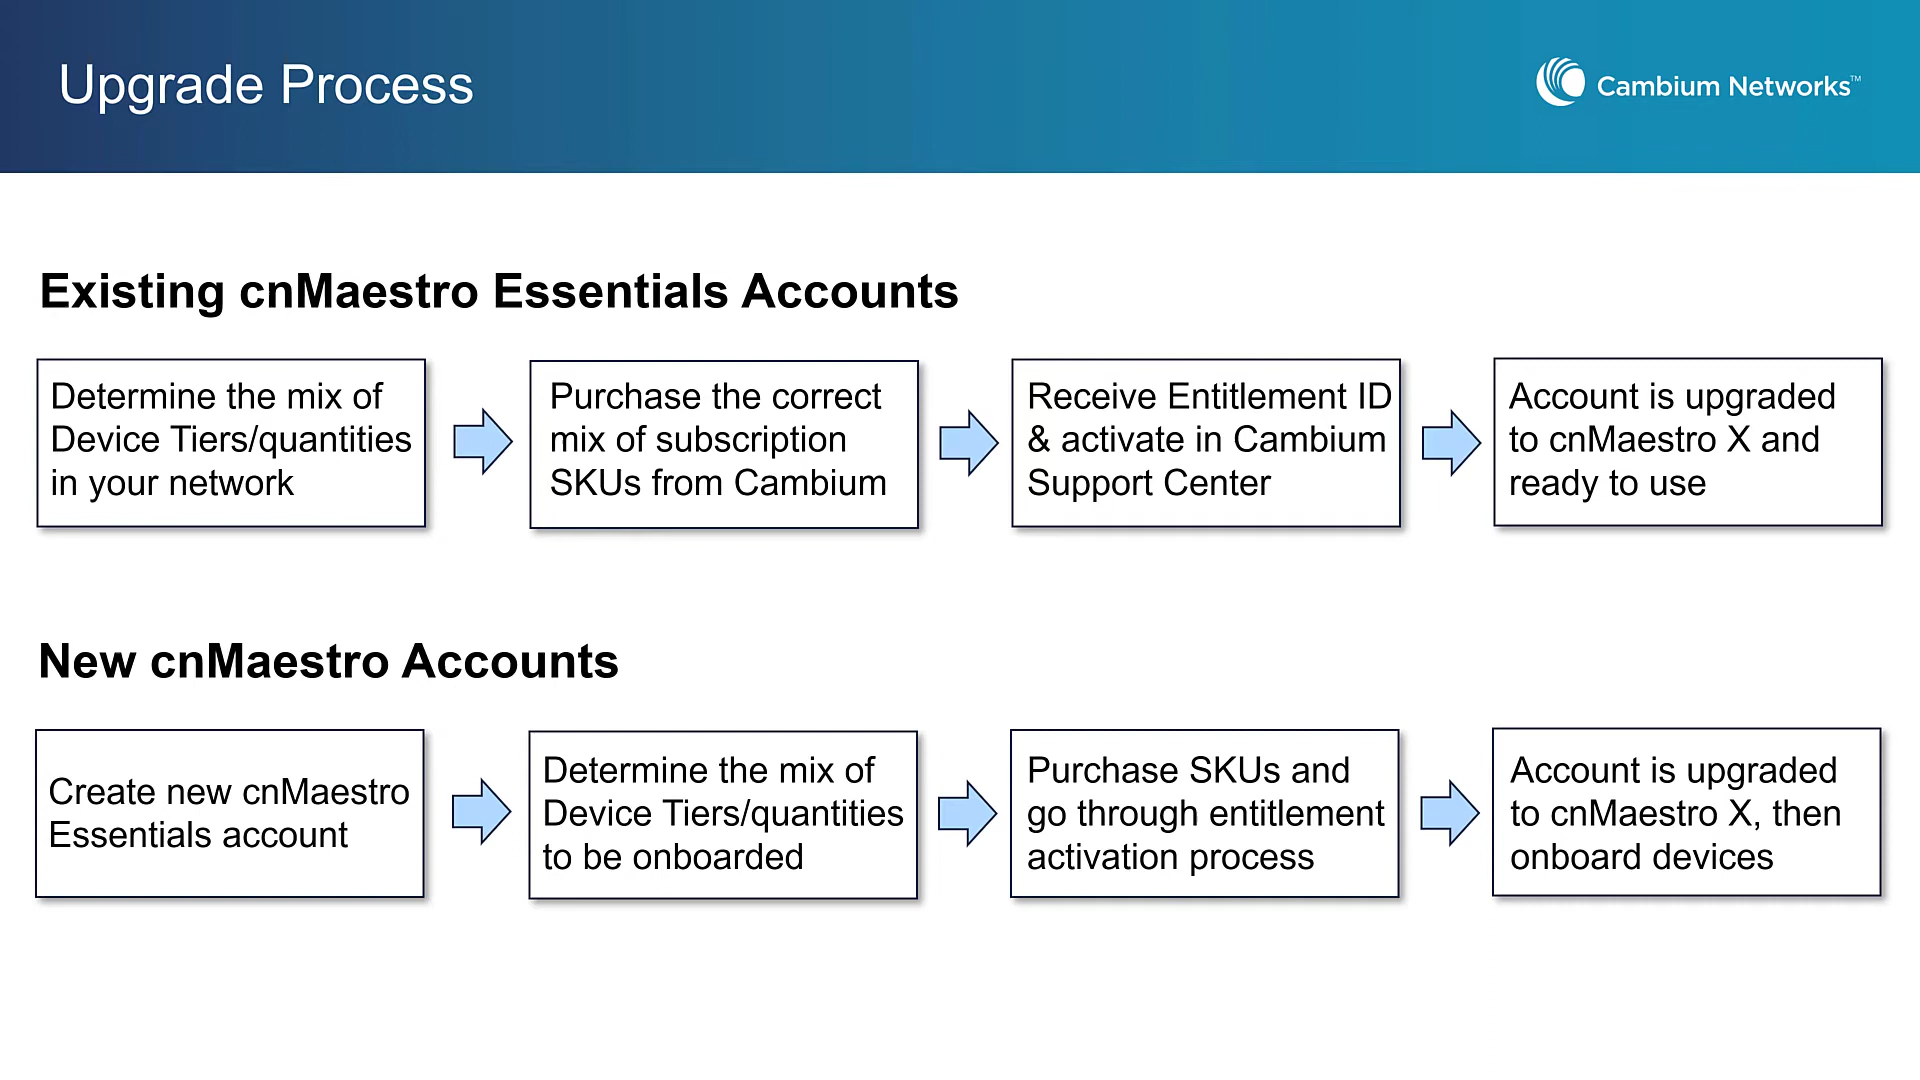 Upgrade Process
Cambium Networks™
Existing cnMaestro Essentials Accounts
Determine the mix of
Device Tiers/quantities
in your network
Purchase the correct
mix of subscription
SKUs from Cambium
Receive Entitlement ID
& activate in Cambium
Support Center
Account is upgraded
to cnMaestro X and
ready to use
New cnMaestro Accounts
Create new cnMaestro
Essentials account
Determine the mix of
Device Tiers/quantities
to be onboarded
Purchase SKUs and
go through entitlement
activation process
Account is upgraded
to cnMaestro X, then
onboard devices